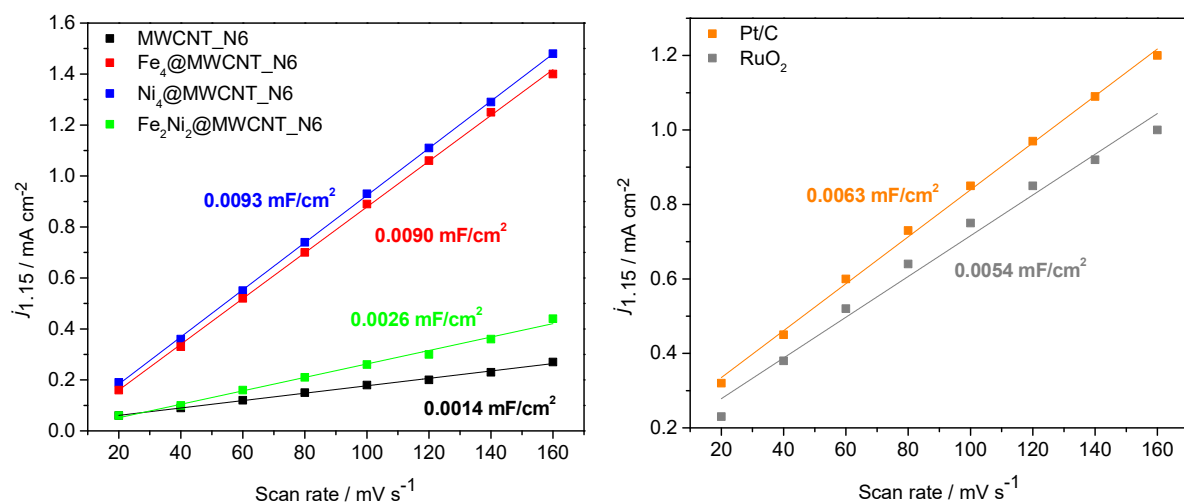 MWCNT_N6
Fe₄@MWCNT_N6
Ni₄@MWCNT_N6
Fe₂Ni₂@MWCNT_N6
0.0093 mF/cm²
0.0090 mF/cm²
0.0026 mF/cm²
0.0014 mF/cm²
j1.15 / mA cm⁻²
1.6
1.4
1.2
1.0
0.8
0.6
0.4
0.2
0.0
20 40 60 80 100 120 140 160
Scan rate / mV s⁻¹
Pt/C
RuO₂
0.0063 mF/cm²
0.0054 mF/cm²
j1.15 / mA cm⁻²
1.2
1.0
0.8
0.6
0.4
0.2
20 40 60 80 100 120 140 160
Scan rate / mV s⁻¹